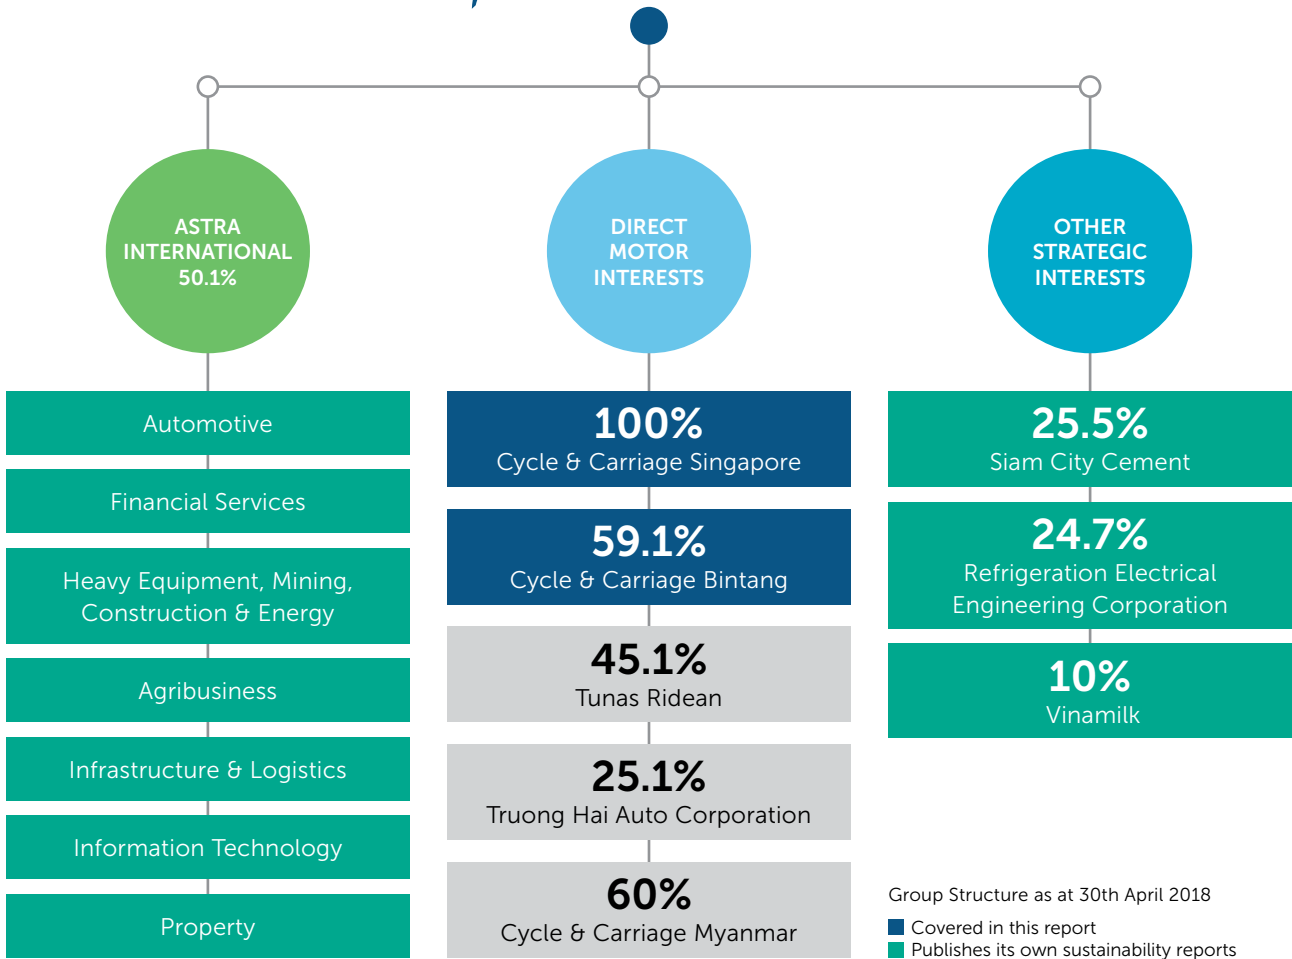 ASTRA
INTERNATIONAL
50.1%
Automotive
Financial Services
Heavy Equipment, Mining,
Construction & Energy
Agribusiness
Infrastructure & Logistics
Information Technology
Property
DIRECT
MOTOR
INTERESTS
100%
Cycle & Carriage Singapore
59.1%
Cycle & Carriage Bintang
45.1%
Tunas Ridean
25.1%
Truong Hai Auto Corporation
60%
Cycle & Carriage Myanmar
OTHER
STRATEGIC
INTERESTS
25.5%
Siam City Cement
24.7%
Refrigeration Electrical
Engineering Corporation
10%
Vinamilk
Group Structure as at 30th April 2018
Covered in this report
Publishes its own sustainability reports